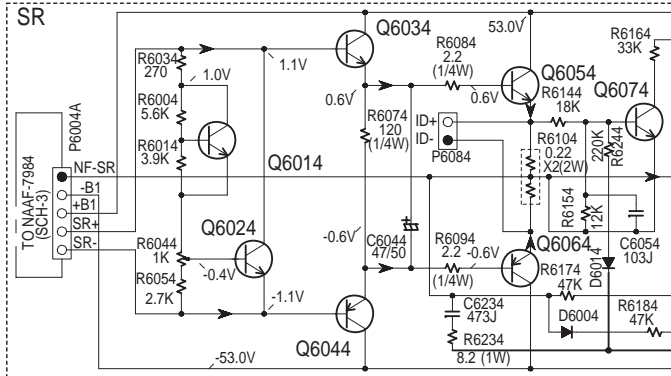 SR
Q6034
53.0V
R6164
33K
R6034
270
1.0V
1.1V
R6084
2.2
(1/4W)
Q6054
R6144
18K
Q6074
R6004
5.6K
0.6V
0.6V
R6074
120
(1/4W)
ID+
ID-
P6084
P6004A
R6014
3.9K
R6104
0.22
X2(2W)
220K
R6244
NF-SR
-B1
+B1
SR+
SR-
TO NAAF-7984
(SCH-3)
Q6014
R6154
12K
Q6024
-0.6V
C6044
47/50
R6094
2.2
(1/4W)
-0.6V
Q6064
C6054
103J
D6014
R6044
1K
-0.4V
R6054
2.7K
-1.1V
R6174
47K
C6234
473J
D6004
R6184
47K
Q6044
R6234
8.2 (1W)
-53.0V